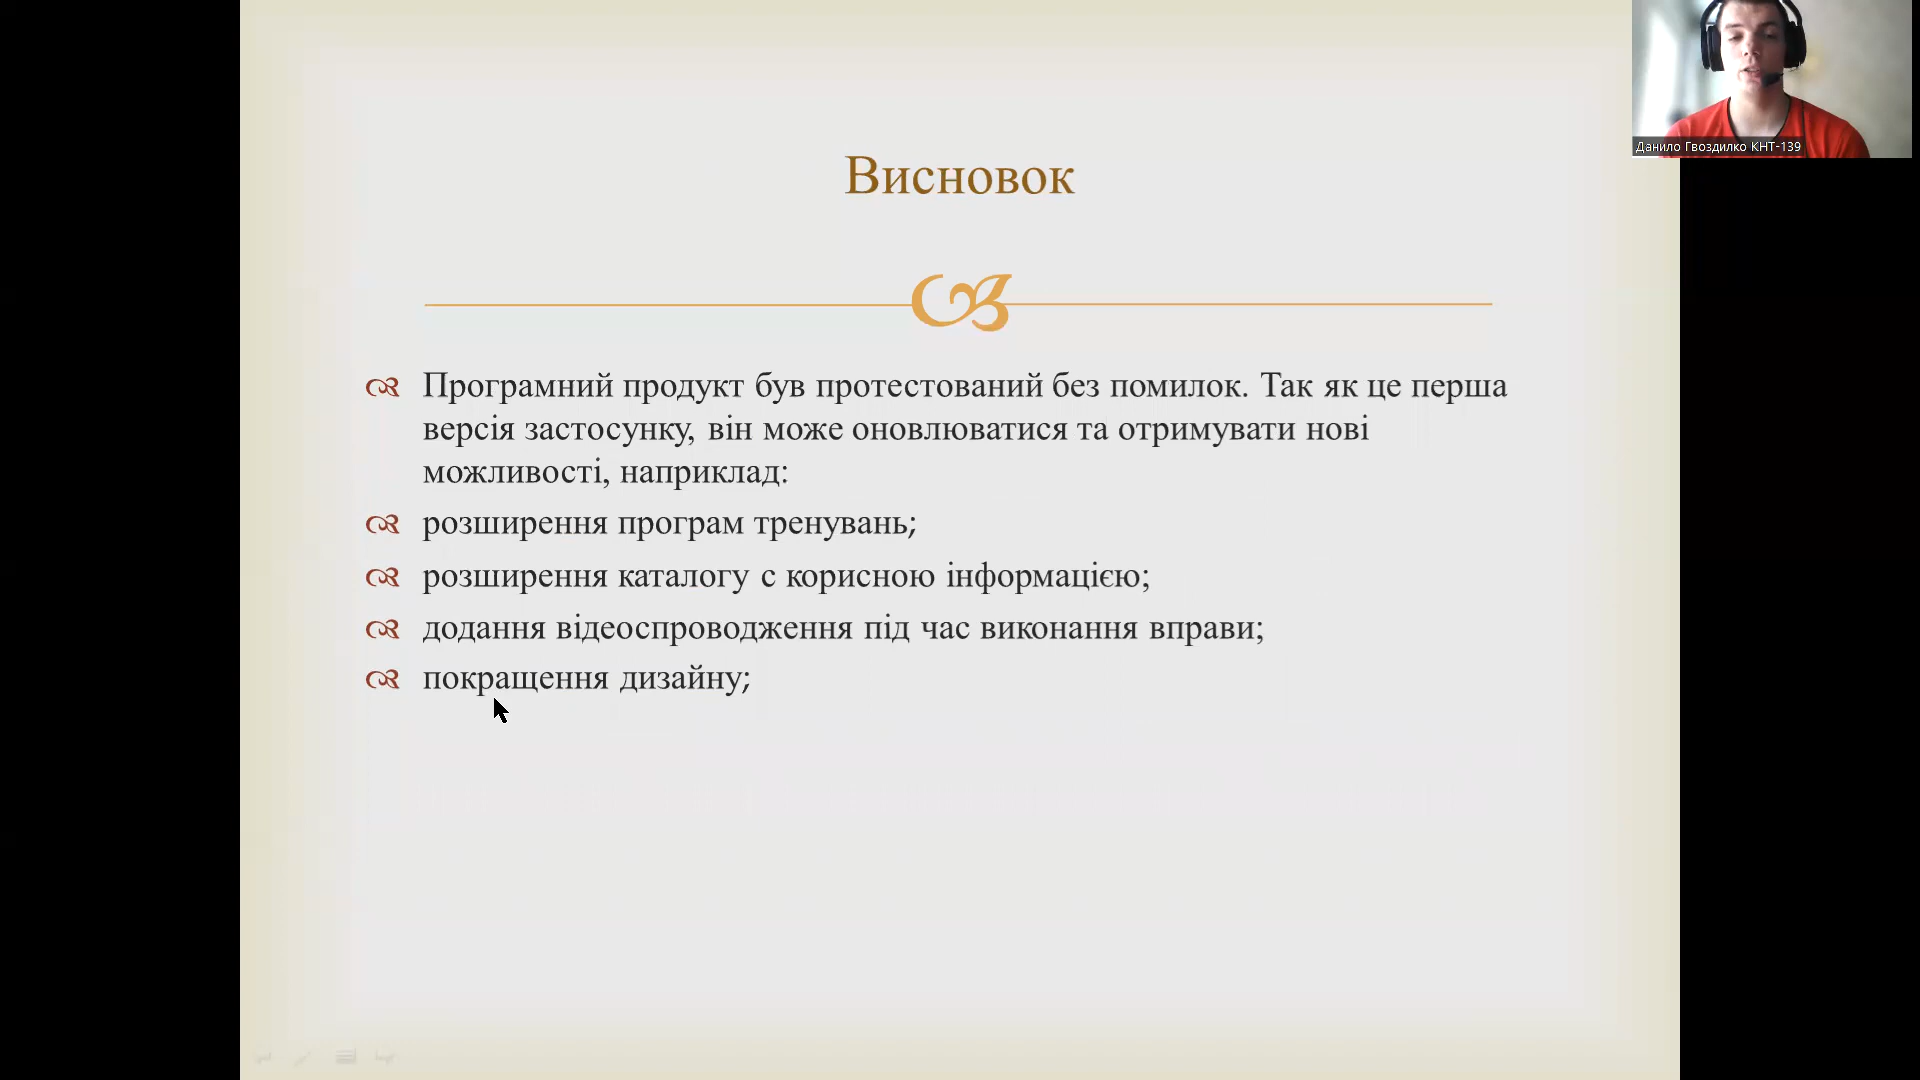 Данило Гвоздилко КНТ-139
Висновок
Програмний продукт був протестований без помилок. Так як це перша
версія застосунку, він може оновлюватися та отримувати нові
можливості, наприклад:
розширення програм тренувань;
розширення каталогу с корисною інформацією;
додання відеоспроводження під час виконання вправи;
покращення дизайну;